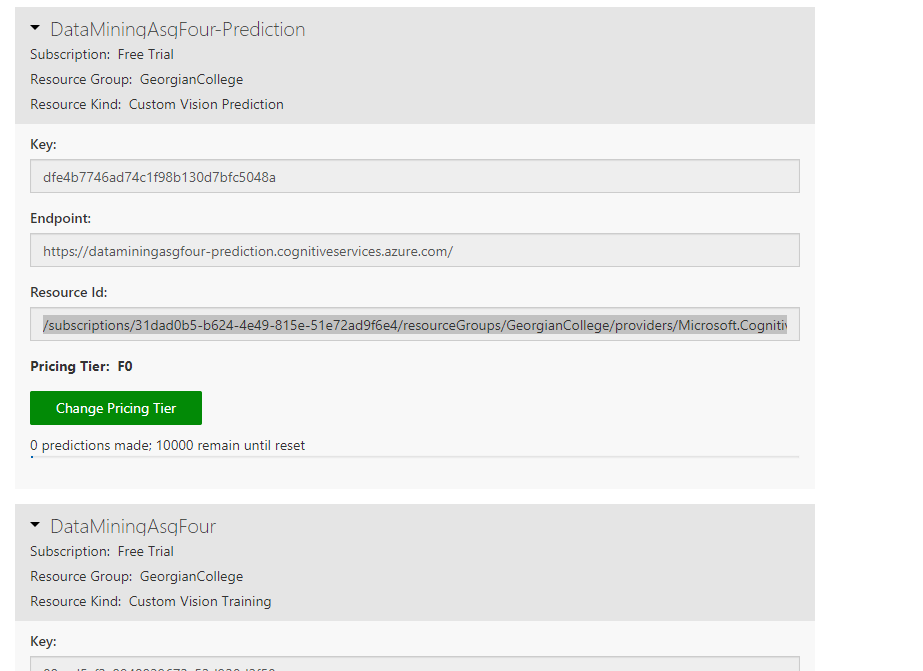 DataMiningAsgFour-Prediction
Subscription: Free Trial
Resource Group: GeorgianCollege
Resource Kind: Custom Vision Prediction
Key:
dfe4b7746ad74c1f98b130d7bfc5048a
Endpoint:
https://dataminingasgfour-prediction.cognitiveservices.azure.com/
Resource Id:
/subscriptions/31dad0b5-b624-4e49-815e-51e72ad9f6e4/resourceGroups/GeorgianCollege/providers/Microsoft.Cogniti
Pricing Tier: F0
Change Pricing Tier
0 predictions made; 10000 remain until reset
DataMiningAsgFour
Subscription: Free Trial
Resource Group: GeorgianCollege
Resource Kind: Custom Vision Training
Key: